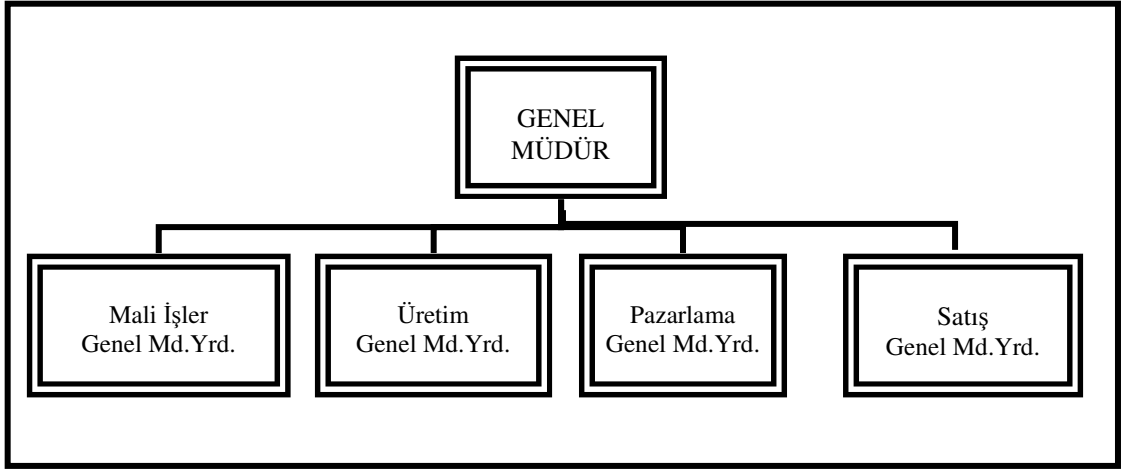 GENEL
MÜDÜR
Mali İşler
Genel Md.Yrd.
Üretim
Genel Md.Yrd.
Pazarlama
Genel Md.Yrd.
Satış
Genel Md.Yrd.